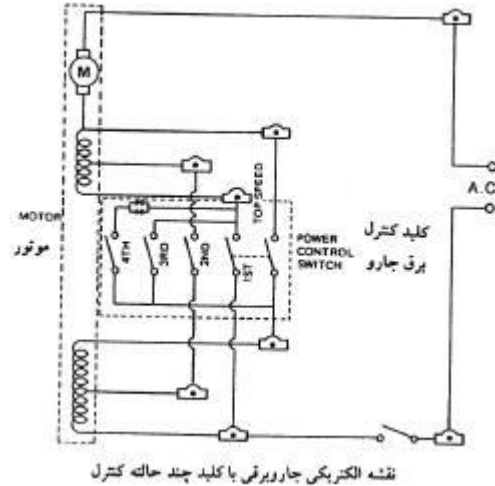 M
TOP SPEED
A.C
MOTOR
موتور
4TH
3RD
2ND
1ST
POWER
CONTROL
SWITCH
کلید کنترل
برق جارو
نقشه الکتریکی جاروبرقی با کلید چند حالته کنترل